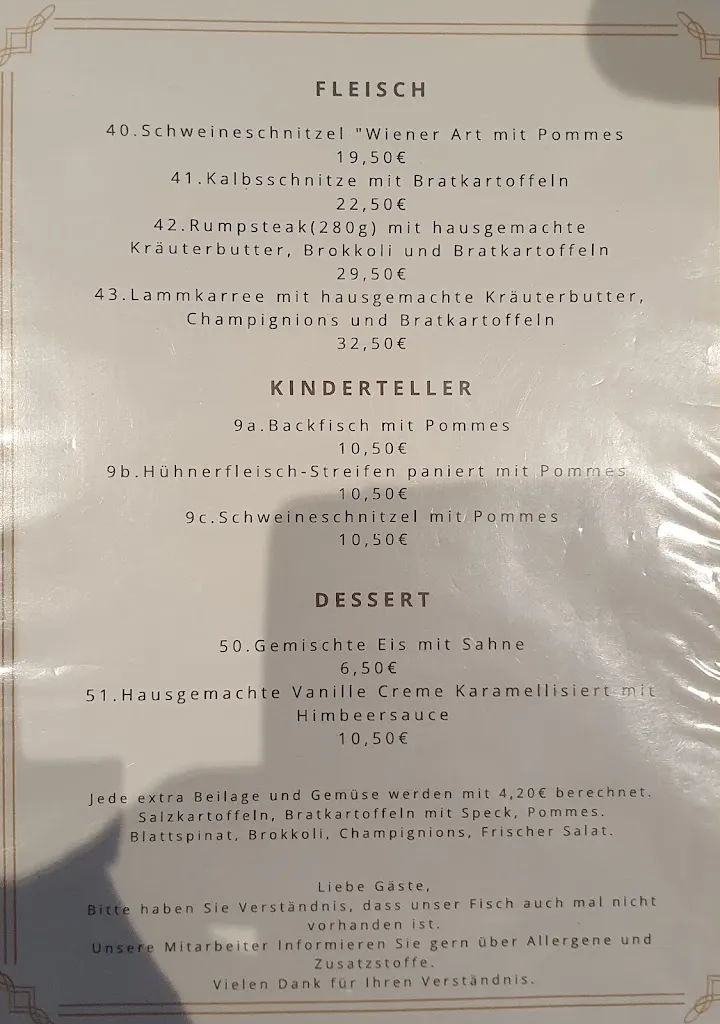 FLEISCH
40.Schweineschnitzel "Wiener Art mit Pommes
19,50€
41.Kalbsschnitze mit Bratkartoffeln
22,50€
42.Rumpsteak(280g) mit hausgemachte
Kräuterbutter, Brokkoli und Bratkartoffeln
29,50€
43.Lammkarree mit hausgemachte Kräuterbutter,
Champignions und Bratkartoffeln
32,50€
KINDERTELLER
9a.Backfisch mit Pommes
10,50€
9b.Hühnerfleisch-Streifen paniert mit Pommes
10,50€
9c.Schweineschnitzel mit Pommes
10,50€
DESSERT
50.Gemischte Eis mit Sahne
6,50€
51.Hausgemachte Vanille Creme Karamellisiert mit
Himbeersauce
10,50€
Jede extra Beilage und Gemüse werden mit 4,20€ berechnet.
Salzkartoffeln, Bratkartoffeln mit Speck, Pommes.
Blattspinat, Brokkoli, Champignions, Frischer Salat.
Liebe Gäste,
Bitte haben Sie Verständnis, dass unser Fisch auch mal nicht
vorhanden ist.
Unsere Mitarbeiter Informieren Sie gern über Allergene und
Zusatzstoffe.
Vielen Dank für Ihren Verständnis.